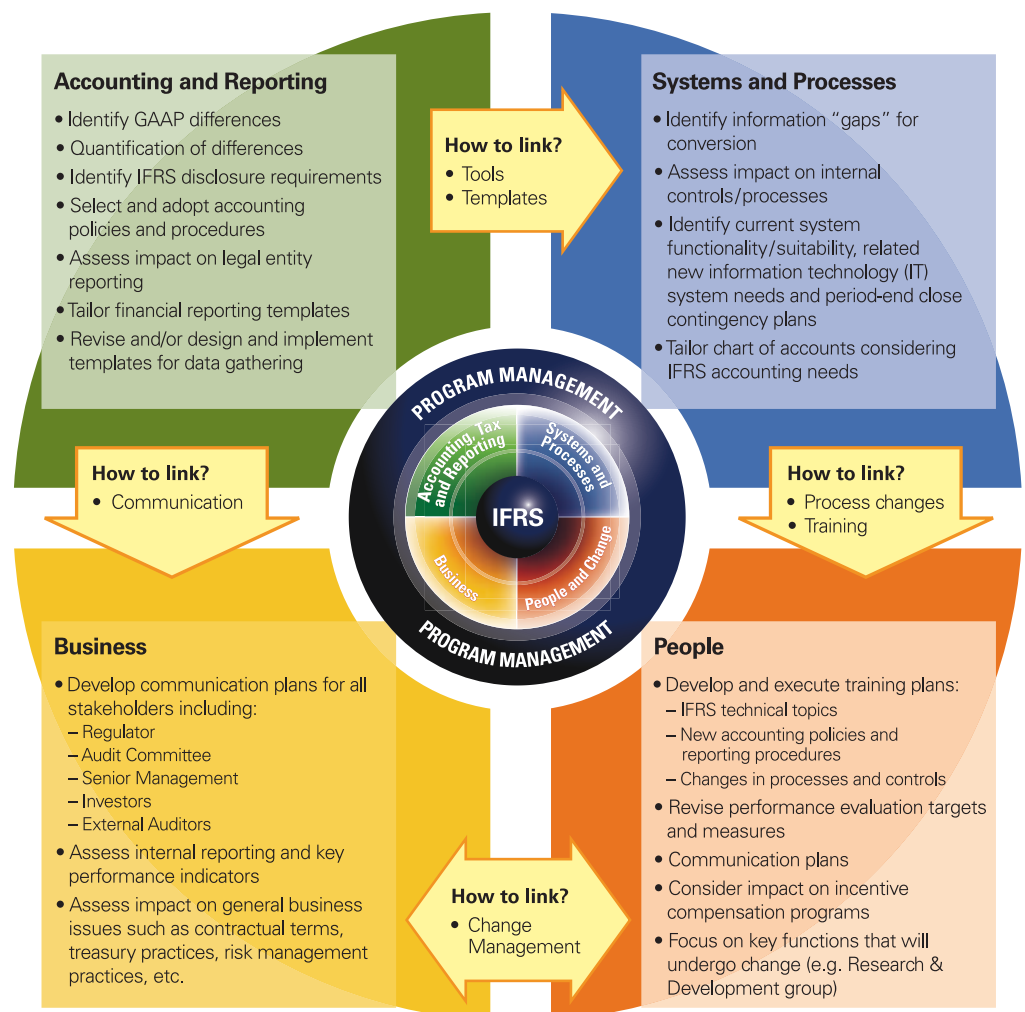 Accounting and Reporting
• Identify GAAP differences
• Quantification of differences
• Identify IFRS disclosure requirements
• Select and adopt accounting
policies and procedures
• Assess impact on legal entity
reporting
• Tailor financial reporting templates
• Revise and/or design and implement
templates for data gathering
How to link?
• Tools
• Templates
Systems and Processes
• Identify information “gaps” for
conversion
• Assess impact on internal
controls/processes
• Identify current system
functionality/suitability, related
new information technology (IT)
system needs and period-end close
contingency plans
• Tailor chart of accounts considering
IFRS accounting needs
How to link?
• Communication
PROGRAM MANAGEMENT
Accounting, Tax
and Reporting
Systems and
Processes
IFRS
Business
People and Change
PROGRAM MANAGEMENT
How to link?
• Process changes
• Training
Business
• Develop communication plans for all
stakeholders including:
– Regulator
– Audit Committee
– Senior Management
– Investors
– External Auditors
• Assess internal reporting and key
performance indicators
• Assess impact on general business
issues such as contractual terms,
treasury practices, risk management
practices, etc.
How to link?
• Change
Management
People
• Develop and execute training plans:
– IFRS technical topics
– New accounting policies and
reporting procedures
– Changes in processes and controls
• Revise performance evaluation targets
and measures
• Communication plans
• Consider impact on incentive
compensation programs
• Focus on key functions that will
undergo change (e.g. Research &
Development group)